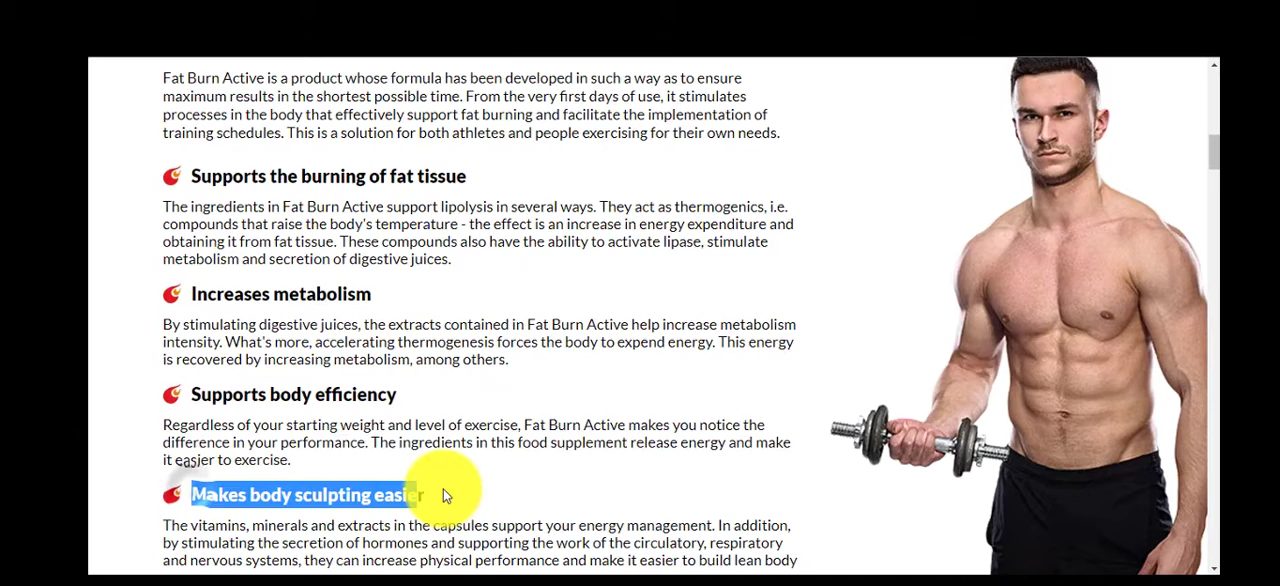 Fat Burn Active is a product whose formula has been developed in such a way as to ensure
maximum results in the shortest possible time. From the very first days of use, it stimulates
processes in the body that effectively support fat burning and facilitate the implementation of
training schedules. This is a solution for both athletes and people exercising for their own needs.
Supports the burning of fat tissue
The ingredients in Fat Burn Active support lipolysis in several ways. They act as thermogenics, i.e.
compounds that raise the body's temperature - the effect is an increase in energy expenditure and
obtaining it from fat tissue. These compounds also have the ability to activate lipase, stimulate
metabolism and secretion of digestive juices.
Increases metabolism
By stimulating digestive juices, the extracts contained in Fat Burn Active help increase metabolism
intensity. What's more, accelerating thermogenesis forces the body to expend energy. This energy
is recovered by increasing metabolism, among others.
Supports body efficiency
Regardless of your starting weight and level of exercise, Fat Burn Active makes you notice the
difference in your performance. The ingredients in this food supplement release energy and make
it easier to exercise.
Makes body sculpting easier
The vitamins, minerals and extracts in the capsules support your energy management. In addition,
by stimulating the secretion of hormones and supporting the work of the circulatory, respiratory
and nervous systems, they can increase physical performance and make it easier to build lean body